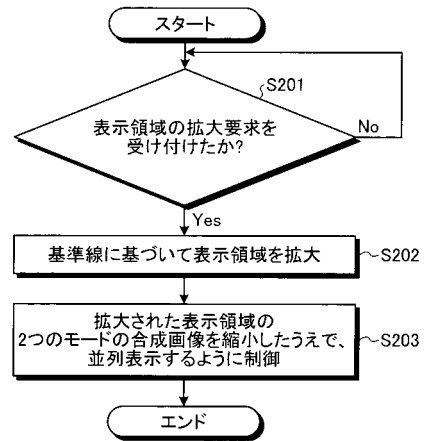 スタート
S201
表示領域の拡大要求を
受け付けたか?
No
Yes
基準線に基づいて表示領域を拡大
S202
拡大された表示領域の
2つのモードの合成画像を縮小したうえで、
並列表示するように制御
S203
エンド